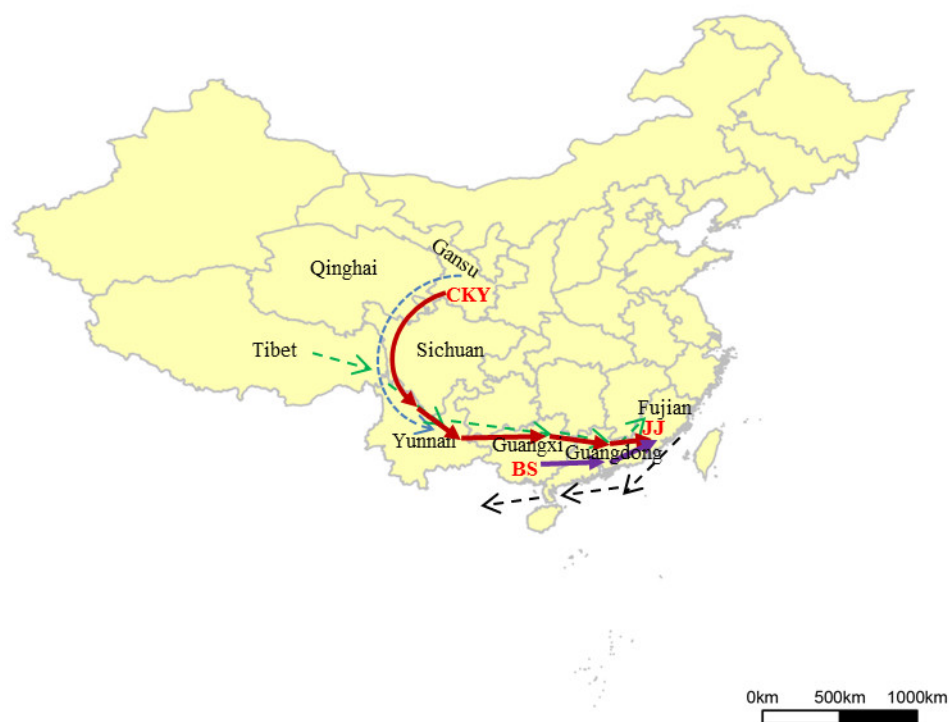 Gansu
Qinghai
CKY
Tibet
Sichuan
Fujian
JJ
Yunnan
Guangxi
Guangdong
BS
0km 500km 1000km